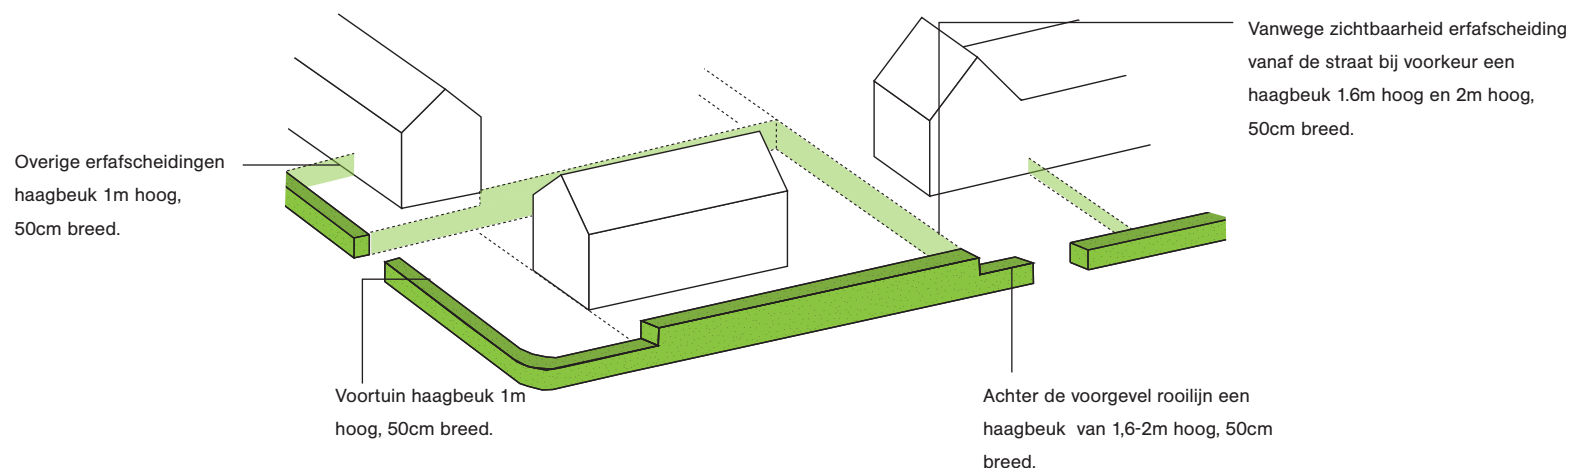 Overige erfafscheidingen
haagbeuk 1m hoog,
50cm breed.
Voortuin haagbeuk 1m
hoog, 50cm breed.
Vanwege zichtbaarheid erfafscheiding
vanaf de straat bij voorkeur een
haagbeuk 1.6m hoog en 2m hoog,
50cm breed.
Achter de voorgevel rooilijn een
haagbeuk  van 1,6-2m hoog, 50cm
breed.